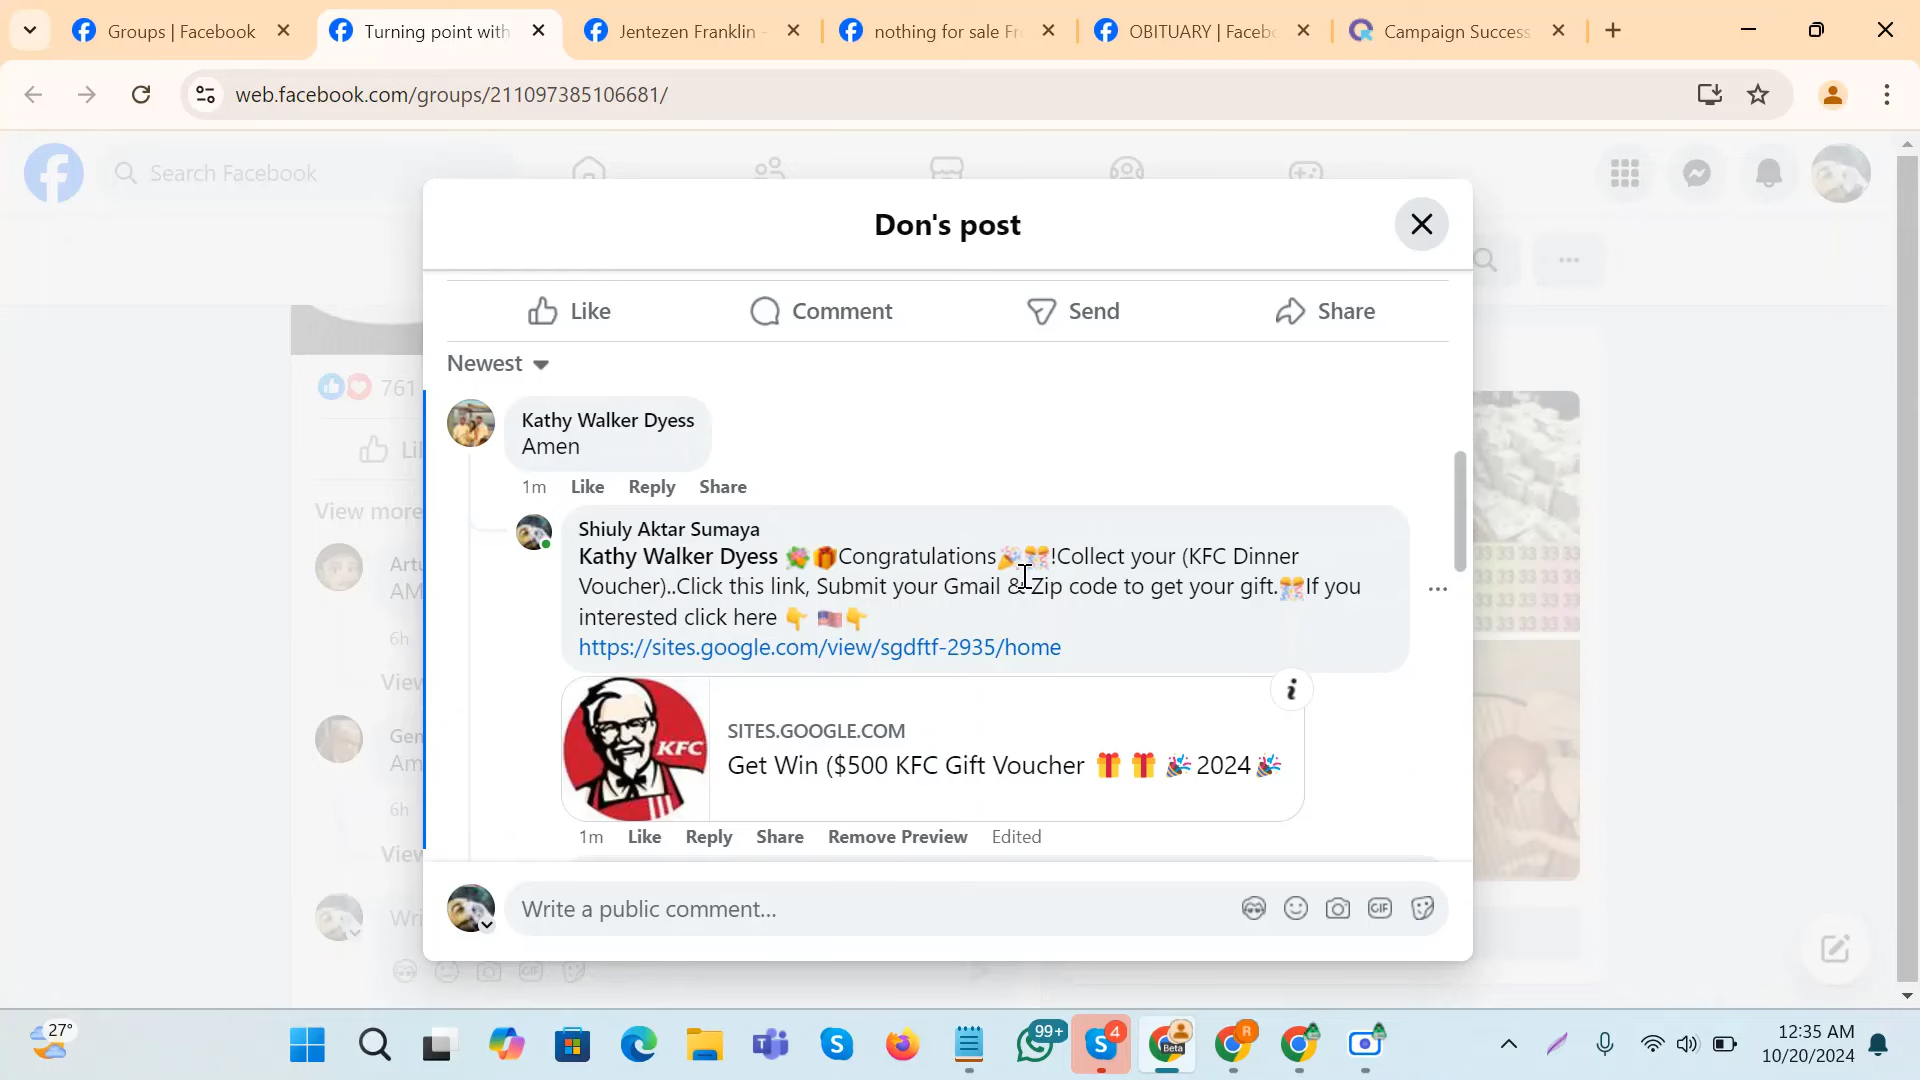 Groups | Facebook
Turning point with
Jentezen Franklin -
nothing for sale Fr
OBITUARY | Faceb
Campaign Success
web.facebook.com/groups/211097385106681/
Search Facebook
Don's post
Like
Comment
Send
Share
Newest
761
Kathy Walker Dyess
Amen
1m Like Reply Share
View more
Shiuly Aktar Sumaya
Kathy Walker Dyess 💐🎁Congratulations🎉🎊!Collect your (KFC Dinner
Voucher)..Click this link, Submit your Gmail & Zip code to get your gift.🎊If you
interested click here 👇 🇺🇸👇
https://sites.google.com/view/sgdftf-2935/home
KFC
SITES.GOOGLE.COM
Get Win ($500 KFC Gift Voucher 🎁 🎁 🎉2024🎉
1m Like Reply Share Remove Preview Edited
Write a public comment...
GIF
6h
6h
27°
99+
4
Beta
R
12:35 AM
10/20/2024